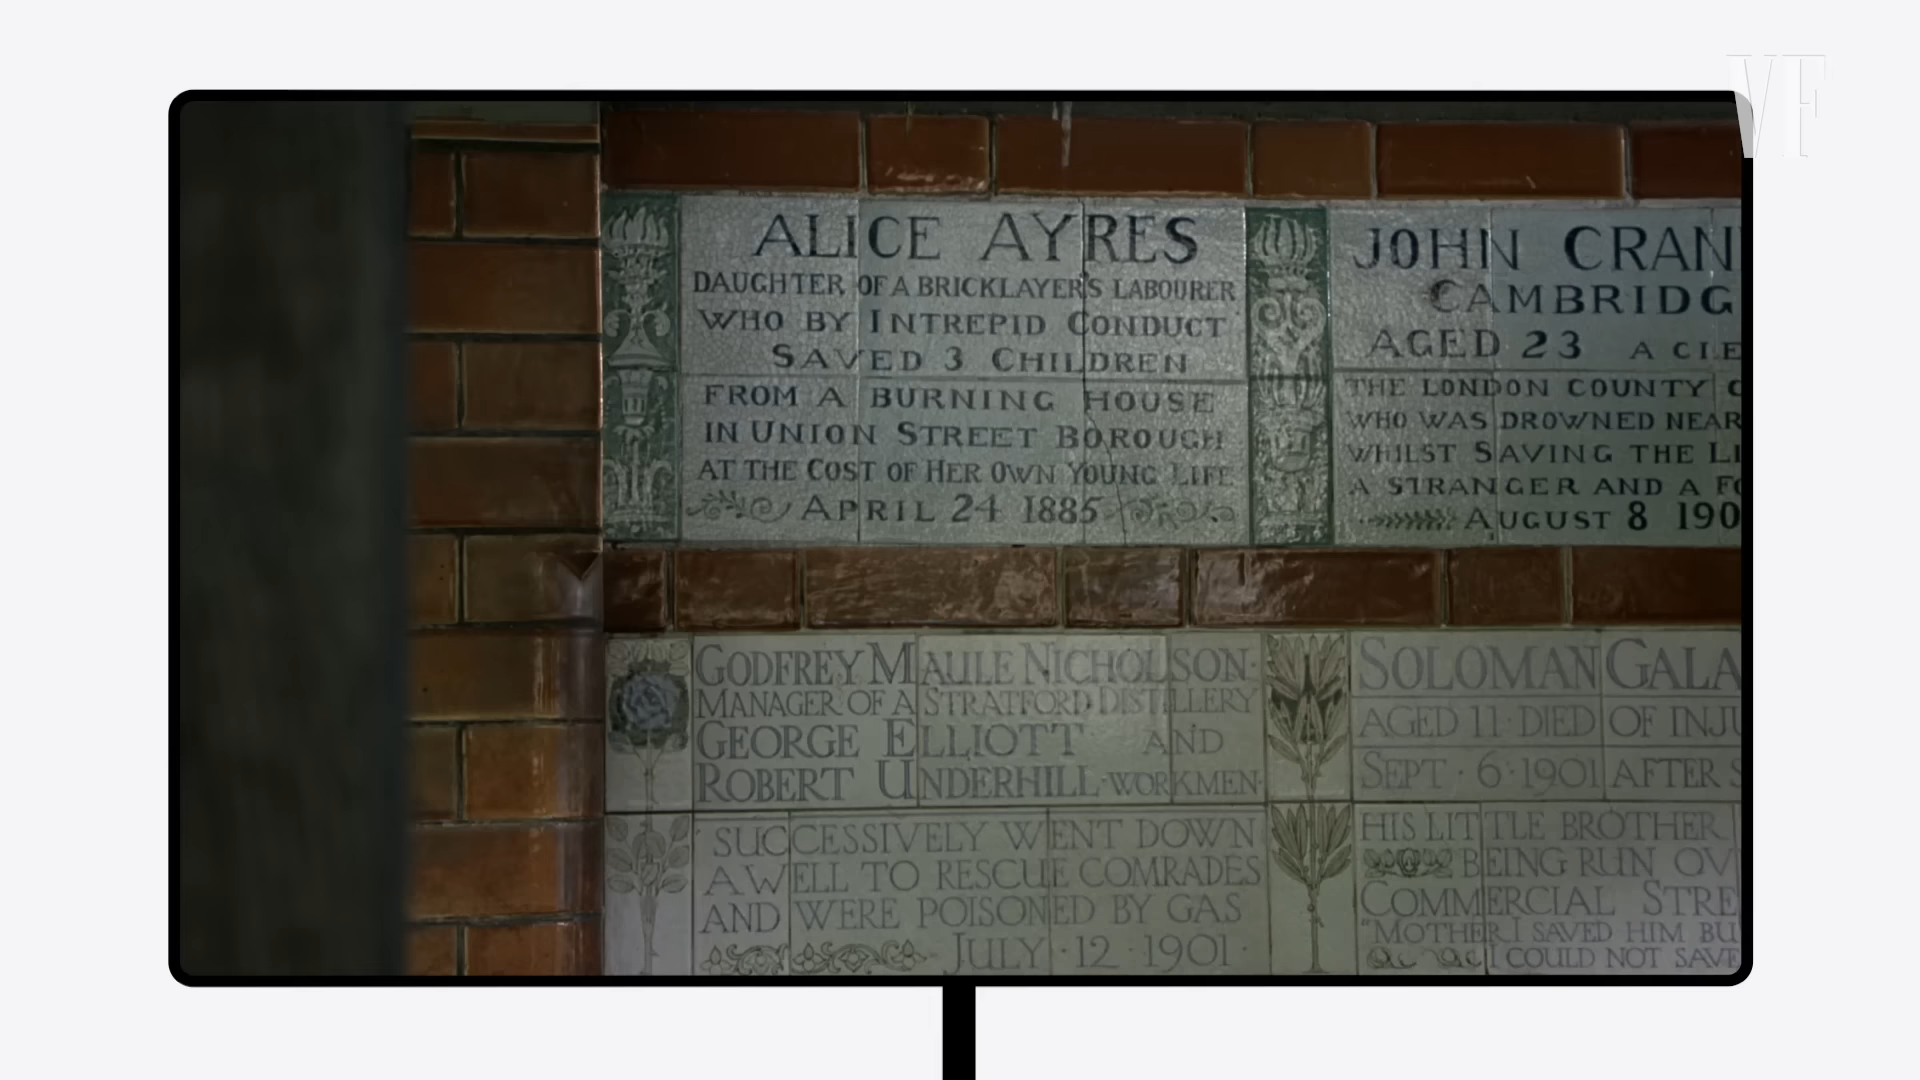 VF
ALICE AYRES
DAUGHTER OF A BRICKLAYER'S LABOURER
WHO BY INTREPID CONDUCT
SAVED 3 CHILDREN
FROM A BURNING HOUSE
IN UNION STREET BOROUGH
AT THE COST OF HER OWN YOUNG LIFE
APRIL 24 1885
JOHN CRAN
CAMBRIDG
AGED 23 A CLE
THE LONDON COUNTY C
WHO WAS DROWNED NEAR
WHILST SAVING THE LI
A STRANGER AND A FO
AUGUST 8 190
GODFREY MAULE NICHOLSON·
MANAGER OF A STRATFORD DISTILLERY
GEORGE ELLIOTT AND
ROBERT UNDERHILL·WORKMEN·
SUCCESSIVELY WENT DOWN
A WELL TO RESCUE COMRADES
AND WERE POISONED BY GAS
JULY · 12 · 1901 ·
SOLOMAN GALA
AGED 11 · DIED OF INJU
SEPT · 6 · 1901 AFTER S
HIS LITTLE BROTHER
BEING RUN OV
COMMERCIAL STRE
"MOTHER I SAVED HIM BU
I COULD NOT SAVE